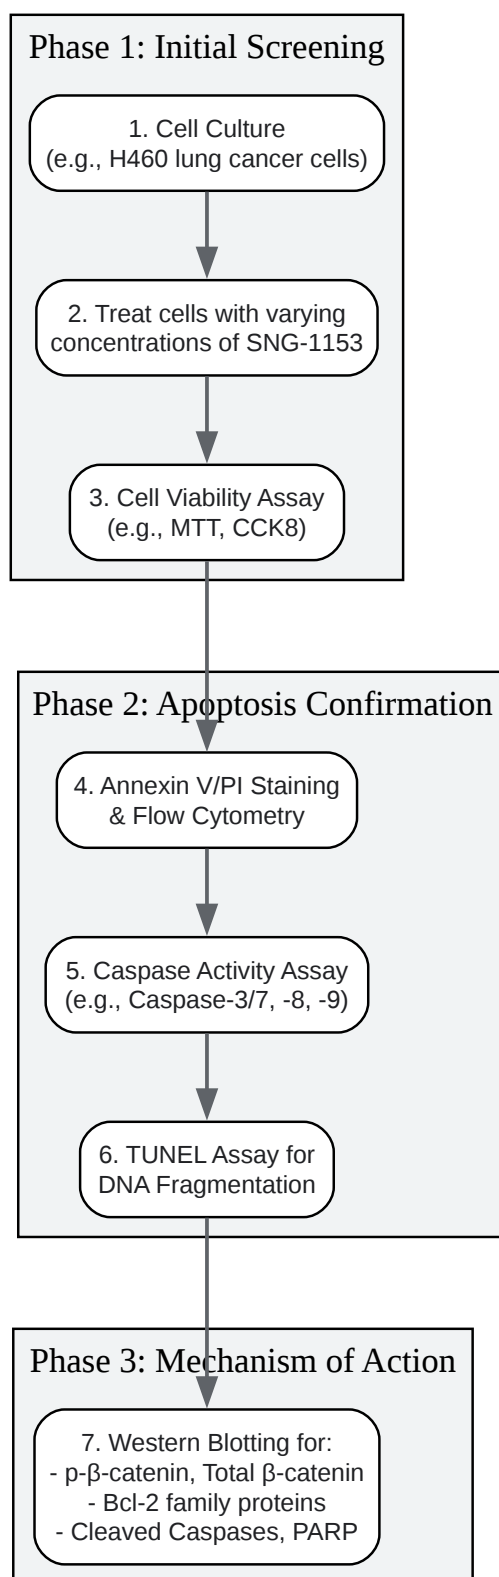 Phase 1: Initial Screening
1. Cell Culture
(e.g., H460 lung cancer cells)
2. Treat cells with varying
concentrations of SNG-1153
3. Cell Viability Assay
(e.g., MTT, CCK8)
Phase 2: Apoptosis Confirmation
4. Annexin V/PI Staining
& Flow Cytometry
5. Caspase Activity Assay
(e.g., Caspase-3/7, -8, -9)
6. TUNEL Assay for
DNA Fragmentation
Phase 3: Mechanism of Action
7. Western Blotting for:
- p-β-catenin, Total β-catenin
- Bcl-2 family proteins
- Cleaved Caspases, PARP